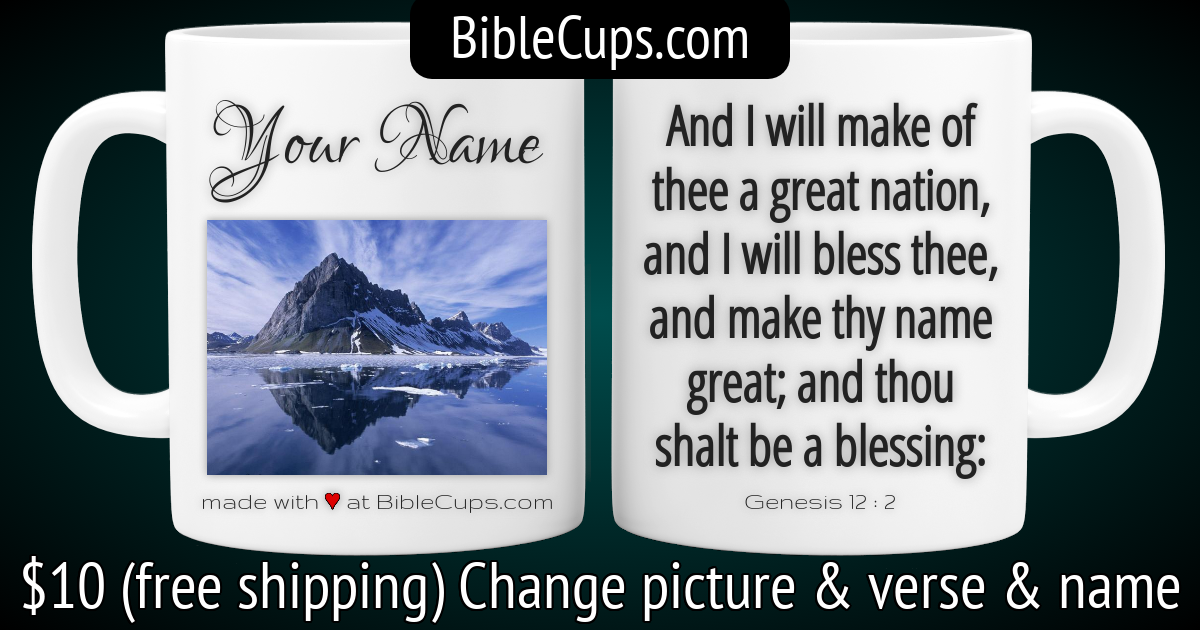 BibleCups.com
Your Name
made with ♥ at BibleCups.com
And I will make of
thee a great nation,
and I will bless thee,
and make thy name
great; and thou
shalt be a blessing:
Genesis 12 : 2
$10 (free shipping) Change picture & verse & name